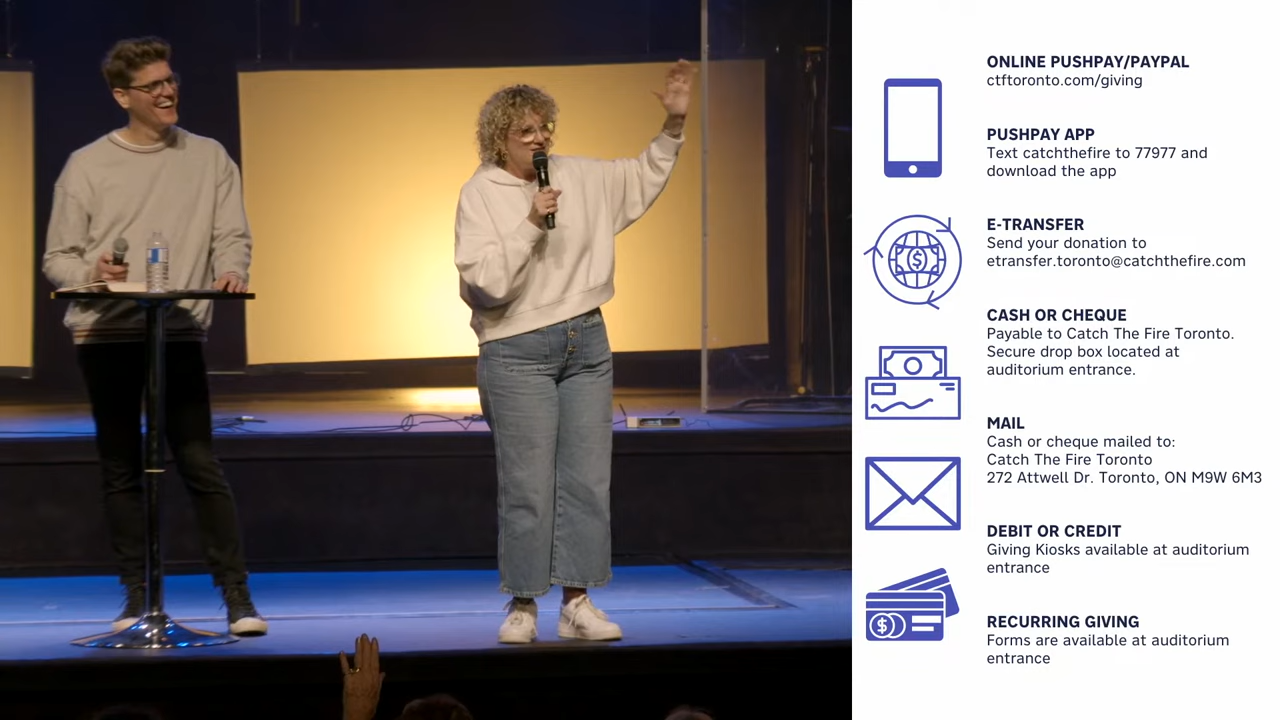 ONLINE PUSHPAY/PAYPAL
ctftoronto.com/giving
PUSHPAY APP
Text catchthefire to 77977 and
download the app
E-TRANSFER
Send your donation to
etransfer.toronto@catchthefire.com
CASH OR CHEQUE
Payable to Catch The Fire Toronto.
Secure drop box located at
auditorium entrance.
MAIL
Cash or cheque mailed to:
Catch The Fire Toronto
272 Attwell Dr. Toronto, ON M9W 6M3
DEBIT OR CREDIT
Giving Kiosks available at auditorium
entrance
RECURRING GIVING
Forms are available at auditorium
entrance